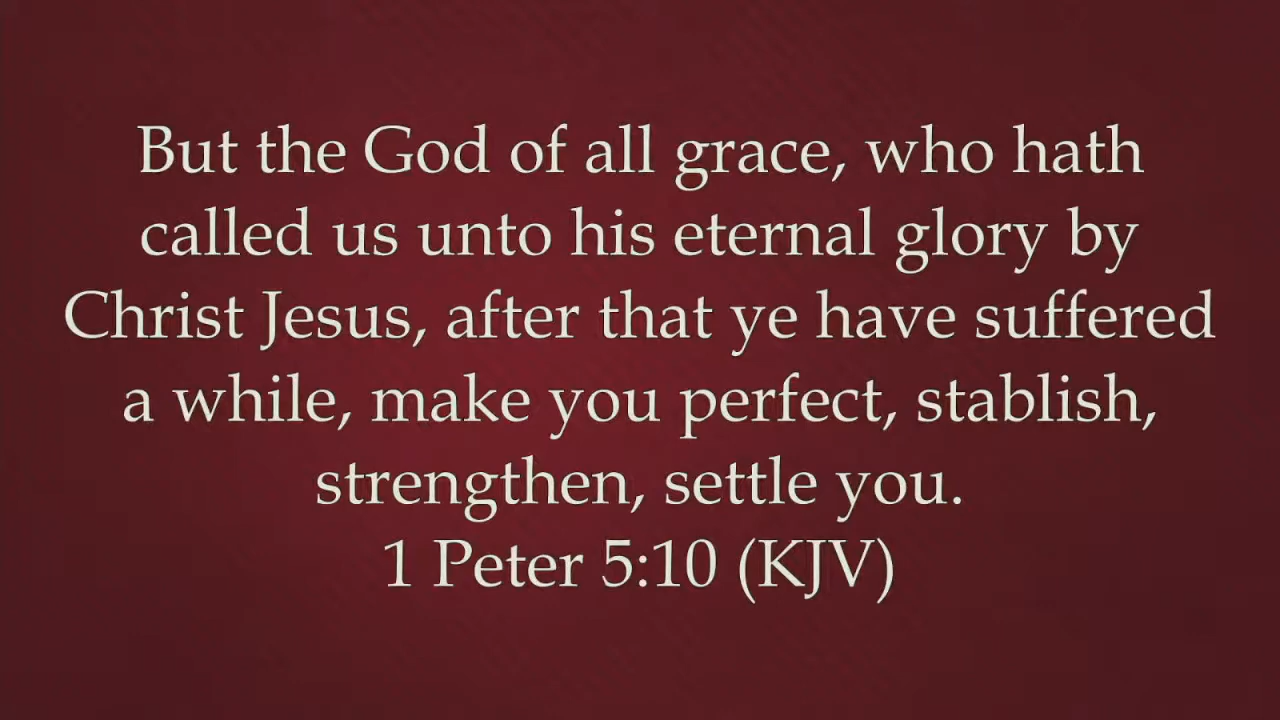 But the God of all grace, who hath
called us unto his eternal glory by
Christ Jesus, after that ye have suffered
a while, make you perfect, stablish,
strengthen, settle you.
1 Peter 5:10 (KJV)